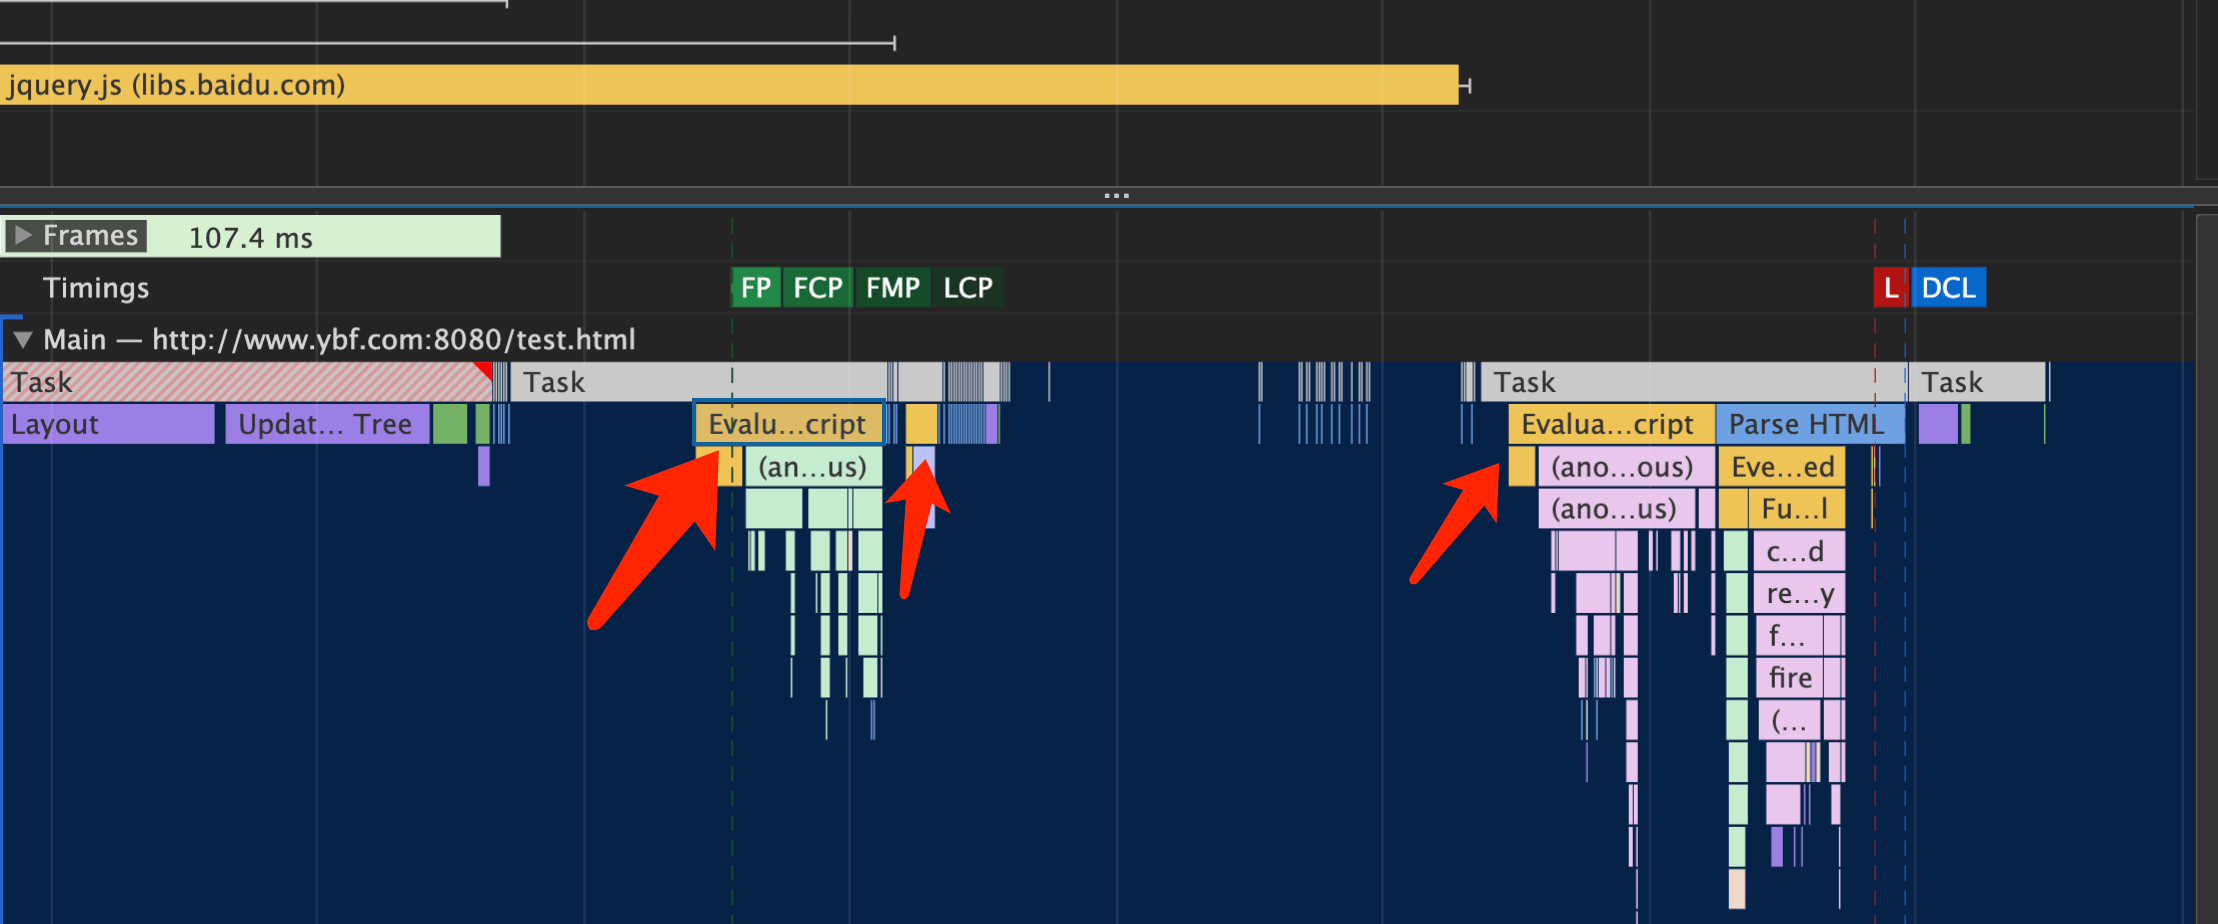 jquery.js (libs.baidu.com)
...
Frames 107.4 ms
Timings FP FCP FMP LCP L DCL
Main — http://www.ybf.com:8080/test.html
Task Task Task Task
Layout Updat... Tree Evalu...cript Evalua...cript Parse HTML
(an...us) (ano...ous) Eve...ed
(ano...us) Fu...l
c...d
re...y
f...
fire
(...